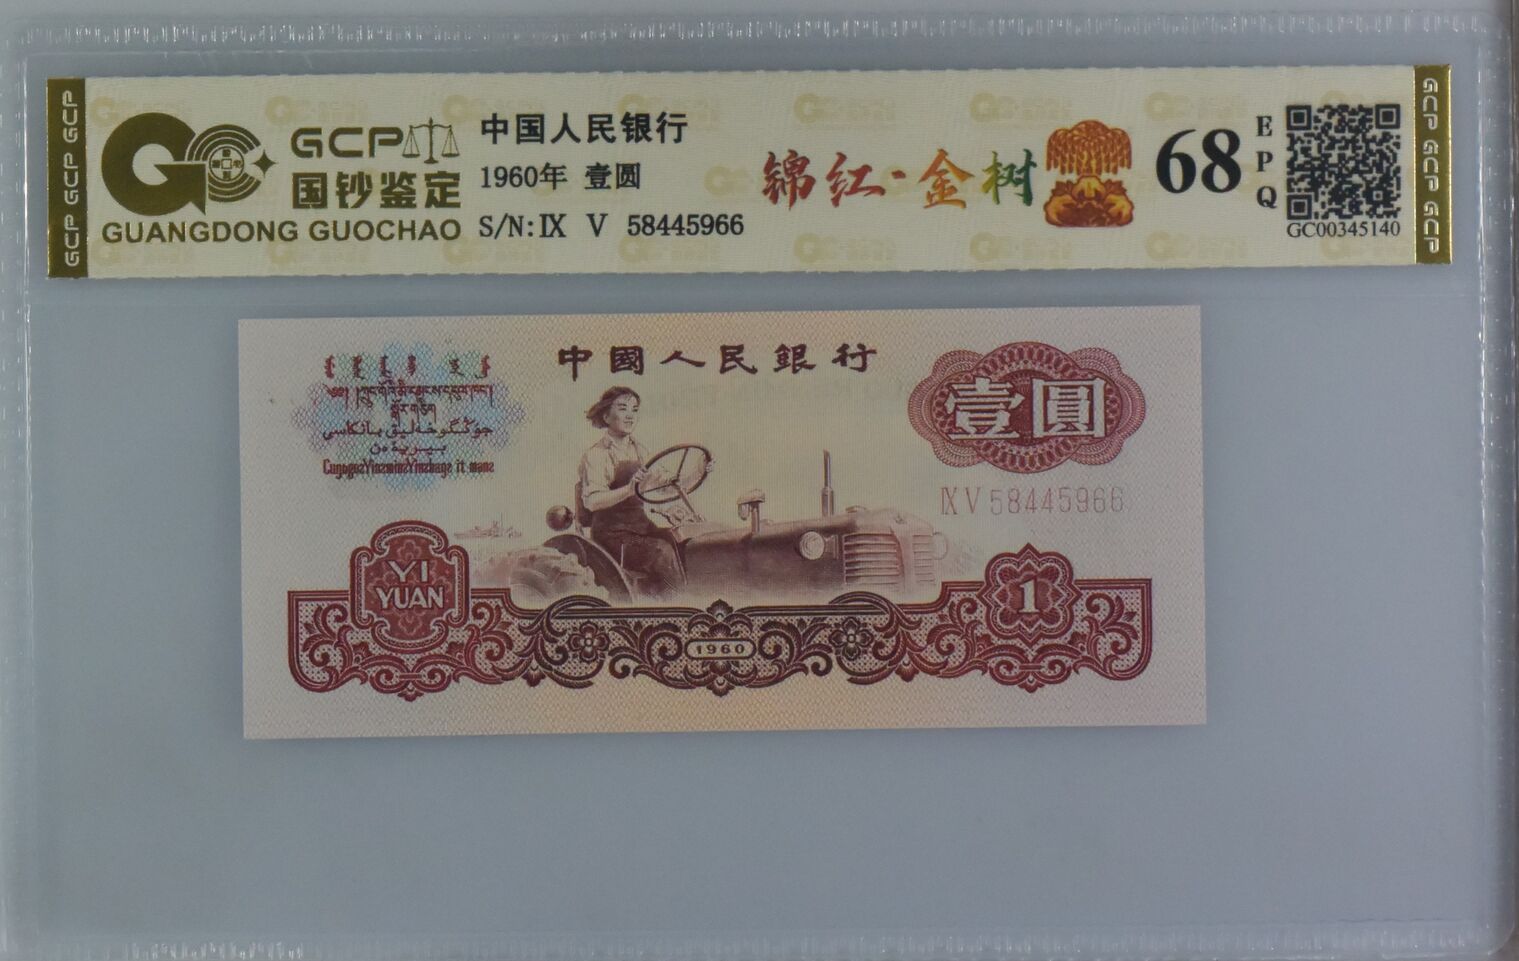 GCP GCP GCP
GCP
国钞鉴定
GUANGDONG GUOCHAO
中国人民银行
1960年 壹圆
S/N: Ⅸ Ⅴ 58445966
锦红·金树
68
EPQ
GC00345140
GCP GCP GCP
中國人民銀行
壹圓
ⅨⅤ58445966
YI
YUAN
1960
1